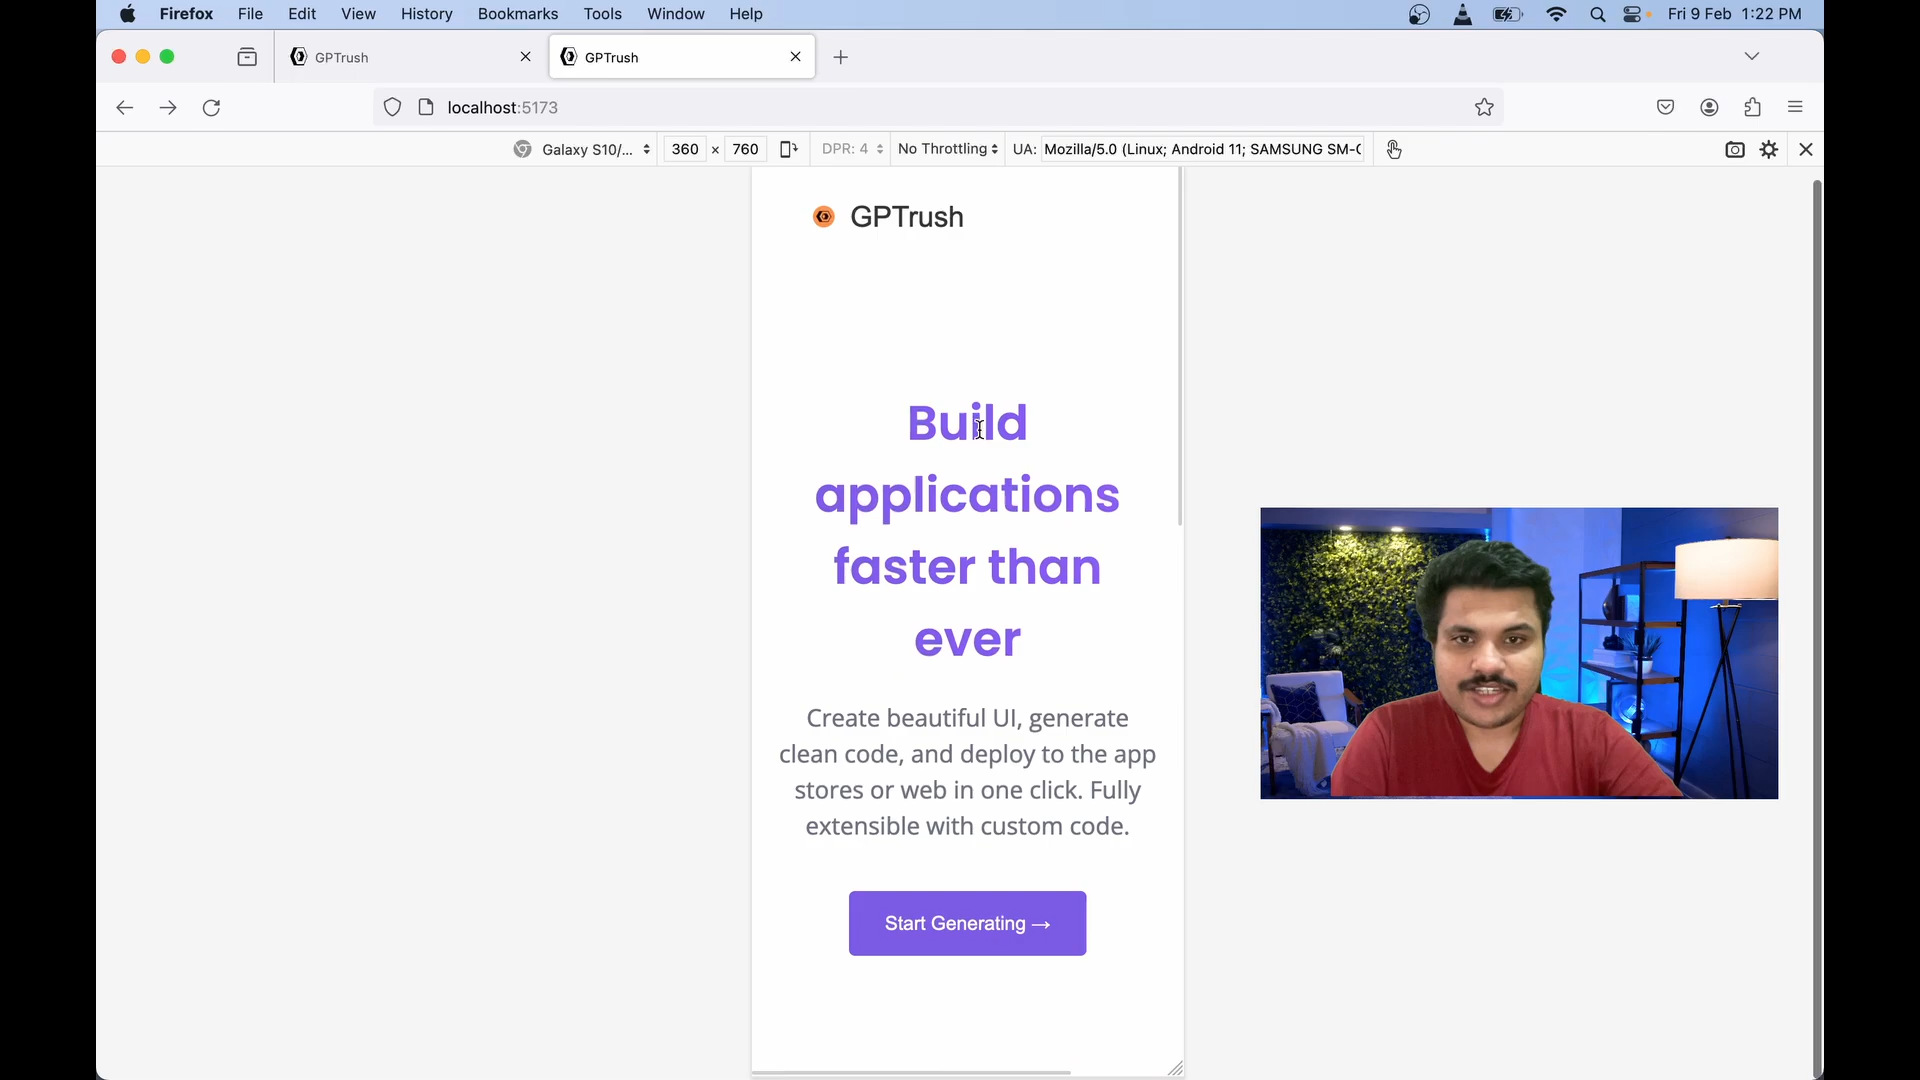 Firefox File Edit View History Bookmarks Tools Window Help Fri 9 Feb 1:22 PM
GPTrush GPTrush
localhost:5173
Galaxy S10/... 360 × 760 DPR: 4 No Throttling UA: Mozilla/5.0 (Linux; Android 11; SAMSUNG SM-G
GPTrush
Build
applications
faster than
ever
Create beautiful UI, generate
clean code, and deploy to the app
stores or web in one click. Fully
extensible with custom code.
Start Generating →